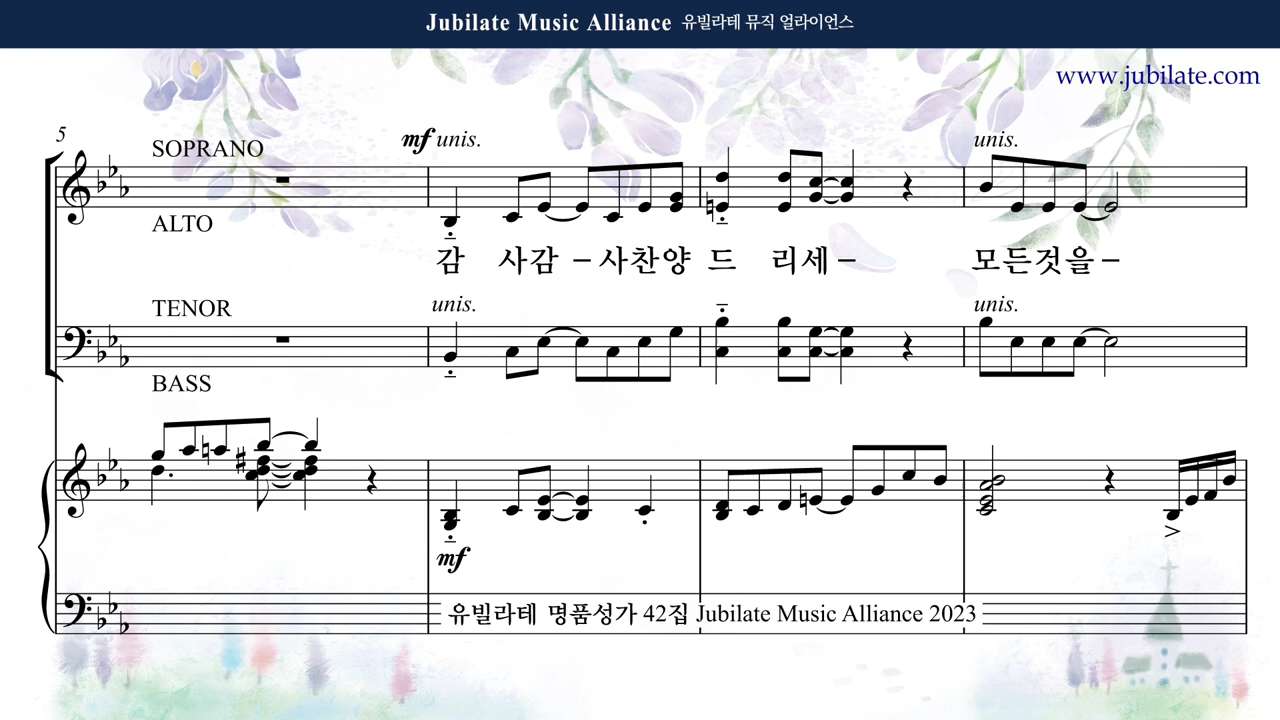 Jubilate Music Alliance 유빌라테 뮤직 얼라이언스
www.jubilate.com
5
SOPRANO
mf unis.
unis.
ALTO
감 사감 – 사찬양 드 리세 – 모든것을 –
TENOR
unis.
unis.
BASS
mf
유빌라테 명품성가 42집 Jubilate Music Alliance 2023